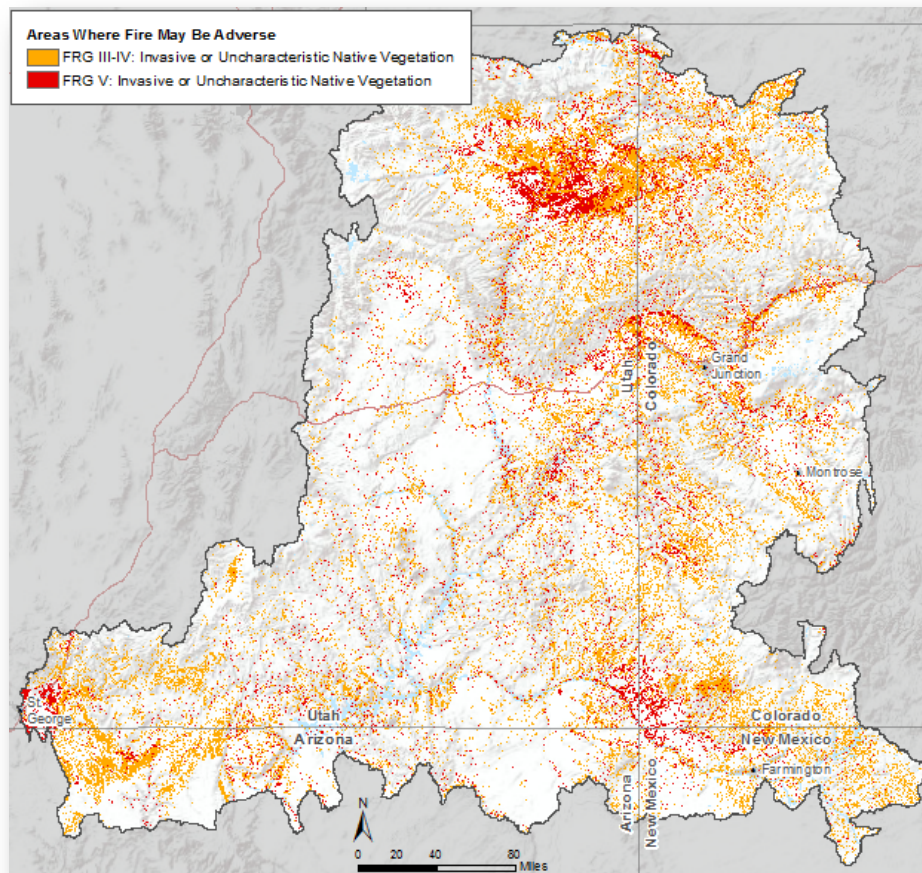 Areas Where Fire May Be Adverse
FRG III-IV: Invasive or Uncharacteristic Native Vegetation
FRG V: Invasive or Uncharacteristic Native Vegetation
Utah
Colorado
Grand
Junction
Montrose
St.
George
Utah
Arizona
Colorado
New Mexico
Arizona
New Mexico
Farmington
N
0 20 40 80
Miles